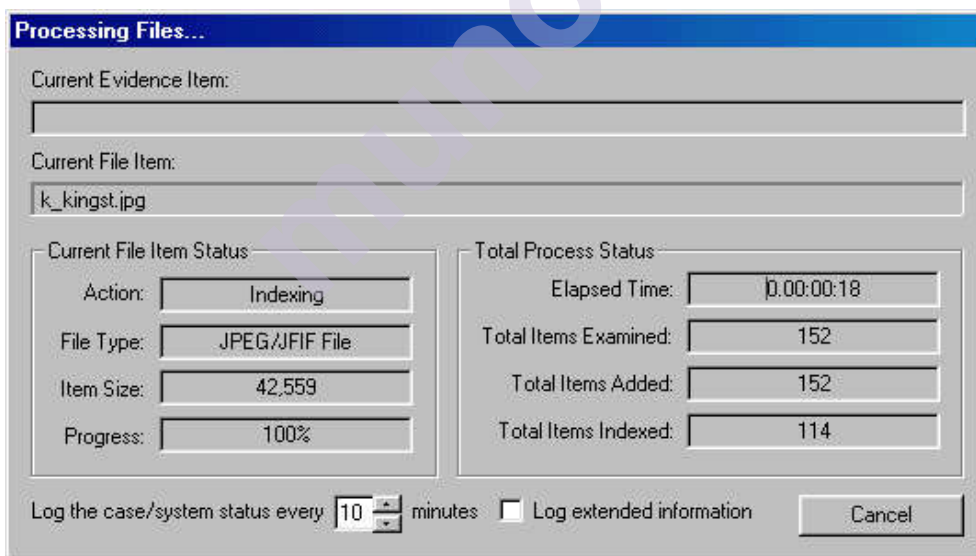 Processing Files...
Current Evidence Item:
Current File Item:
k_kingst.jpg
Current File Item Status
Action: Indexing
File Type: JPEG/JFIF File
Item Size: 42,559
Progress: 100%
Total Process Status
Elapsed Time: 0.00:00:18
Total Items Examined: 152
Total Items Added: 152
Total Items Indexed: 114
Log the case/system status every 10 minutes Log extended information Cancel